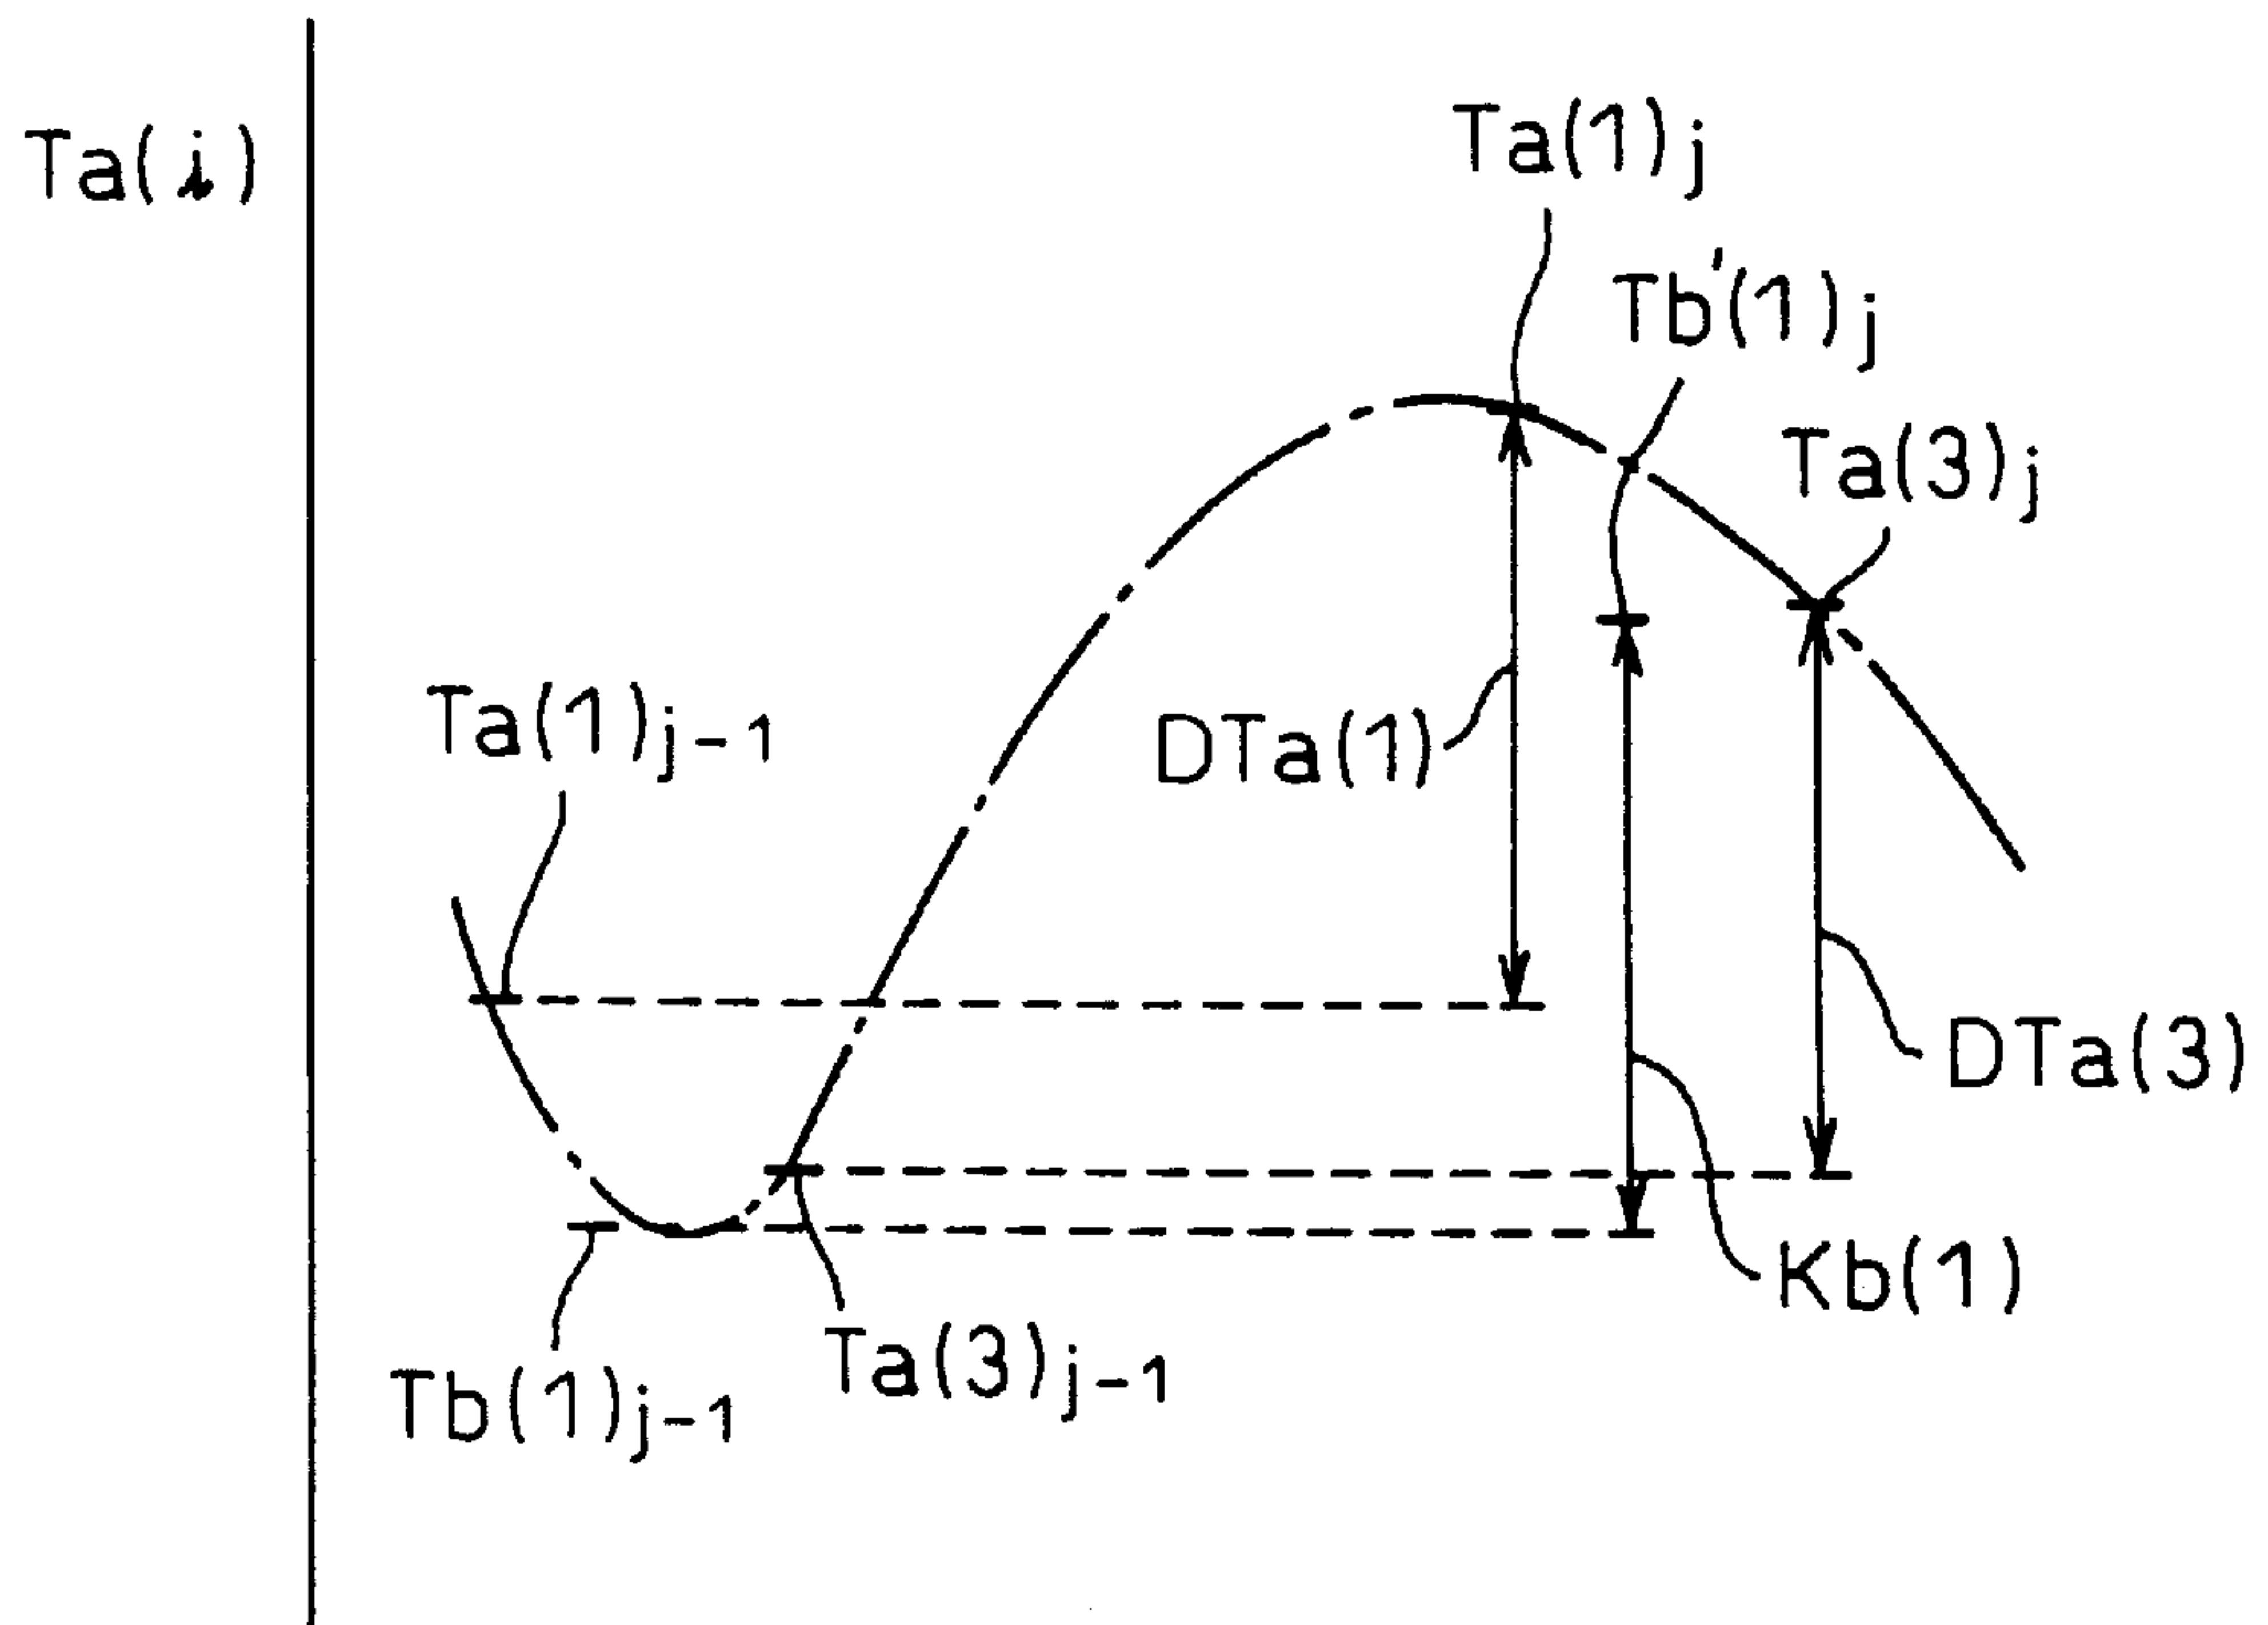 Ta(1)j
Ta(i)
Tb'(1)j
Ta(3)j
Ta(1)j-1
DTa(1)
DTa(3)
Kb(1)
Ta(3)j-1
Tb(1)j-1